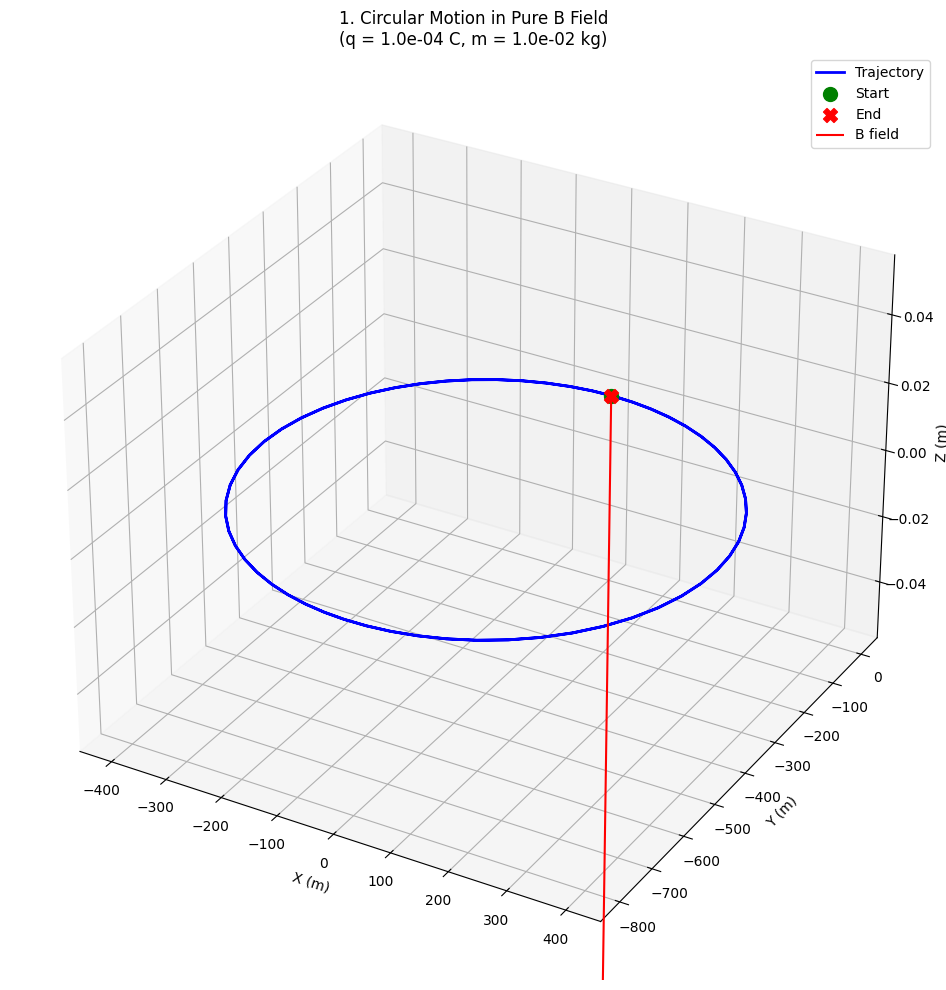 1. Circular Motion in Pure B Field
(q = 1.0e-04 C, m = 1.0e-02 kg)
Trajectory
Start
End
B field
0.04
0.02
0.00
−0.02
−0.04
Z (m)
0
−100
−200
−300
−400
−500
−600
−700
−800
Y (m)
−400
−300
−200
−100
0
100
200
300
400
X (m)